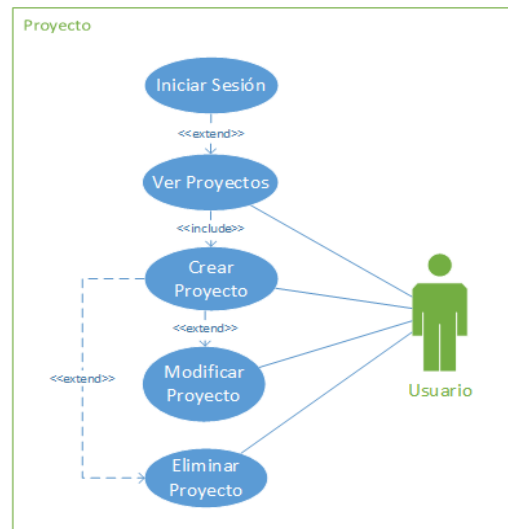 Proyecto
Iniciar Sesión
<<extend>>
Ver Proyectos
<<include>>
Crear
Proyecto
<<extend>>
<<extend>>
Modificar
Proyecto
Usuario
Eliminar
Proyecto